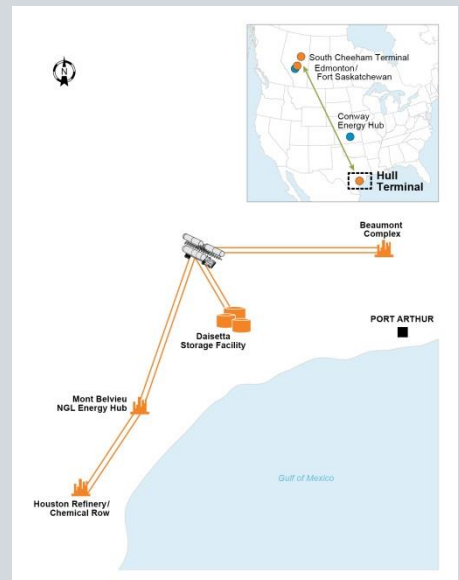 N
South Cheeham Terminal
Edmonton/
Fort Saskatchewan
Conway
Energy Hub
Hull
Terminal
Beaumont
Complex
PORT ARTHUR
Daisetta
Storage Facility
Mont Belvieu
NGL Energy Hub
Gulf of Mexico
Houston Refinery/
Chemical Row